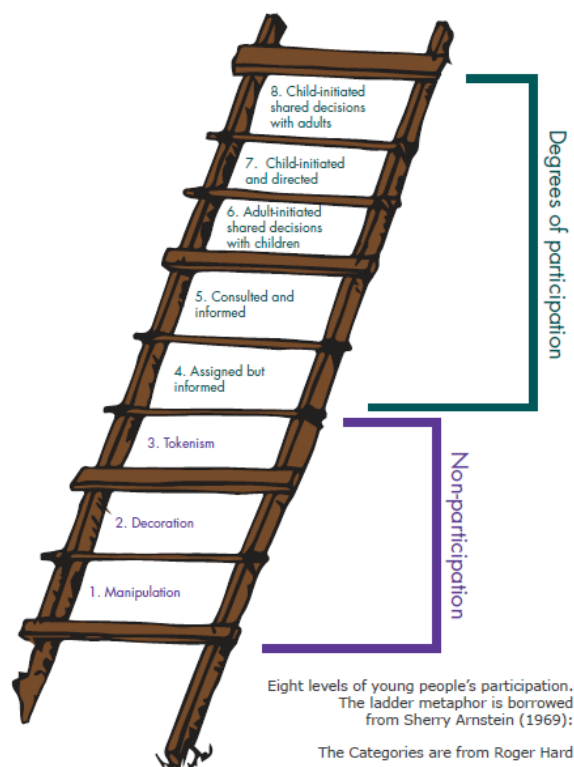 8. Child-initiated
shared decisions
with adults
7. Child-initiated
and directed
6. Adult-initiated
shared decisions
with children
5. Consulted and
informed
4. Assigned but
informed
3. Tokenism
2. Decoration
1. Manipulation
Degrees of participation
Non-participation
Eight levels of young people's participation.
The ladder metaphor is borrowed
from Sherry Arnstein (1969):
The Categories are from Roger Hard